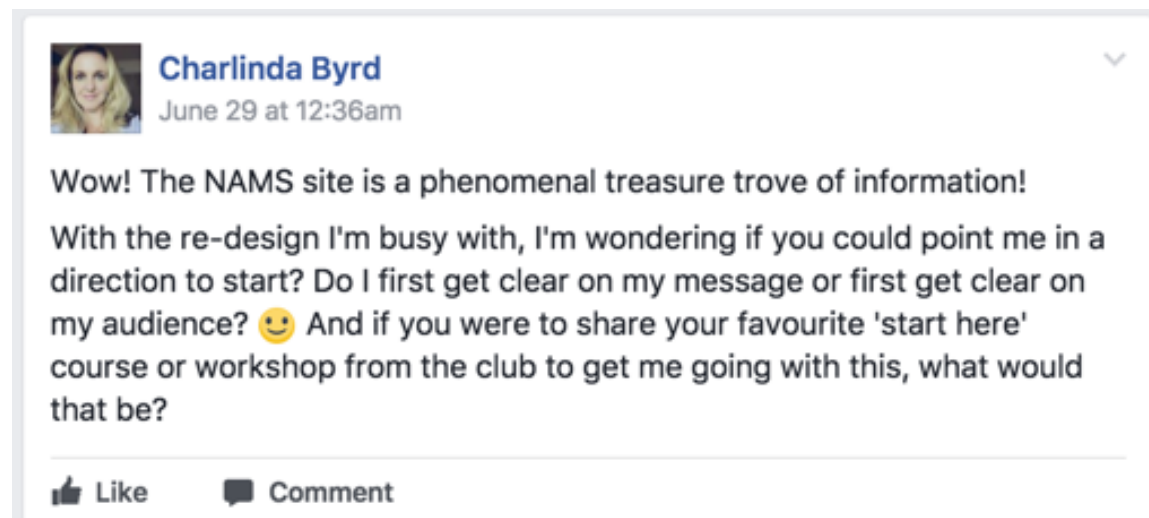 Charlinda Byrd
June 29 at 12:36am
Wow! The NAMS site is a phenomenal treasure trove of information!
With the re-design I'm busy with, I'm wondering if you could point me in a
direction to start? Do I first get clear on my message or first get clear on
my audience? 🙂 And if you were to share your favourite 'start here'
course or workshop from the club to get me going with this, what would
that be?
Like Comment